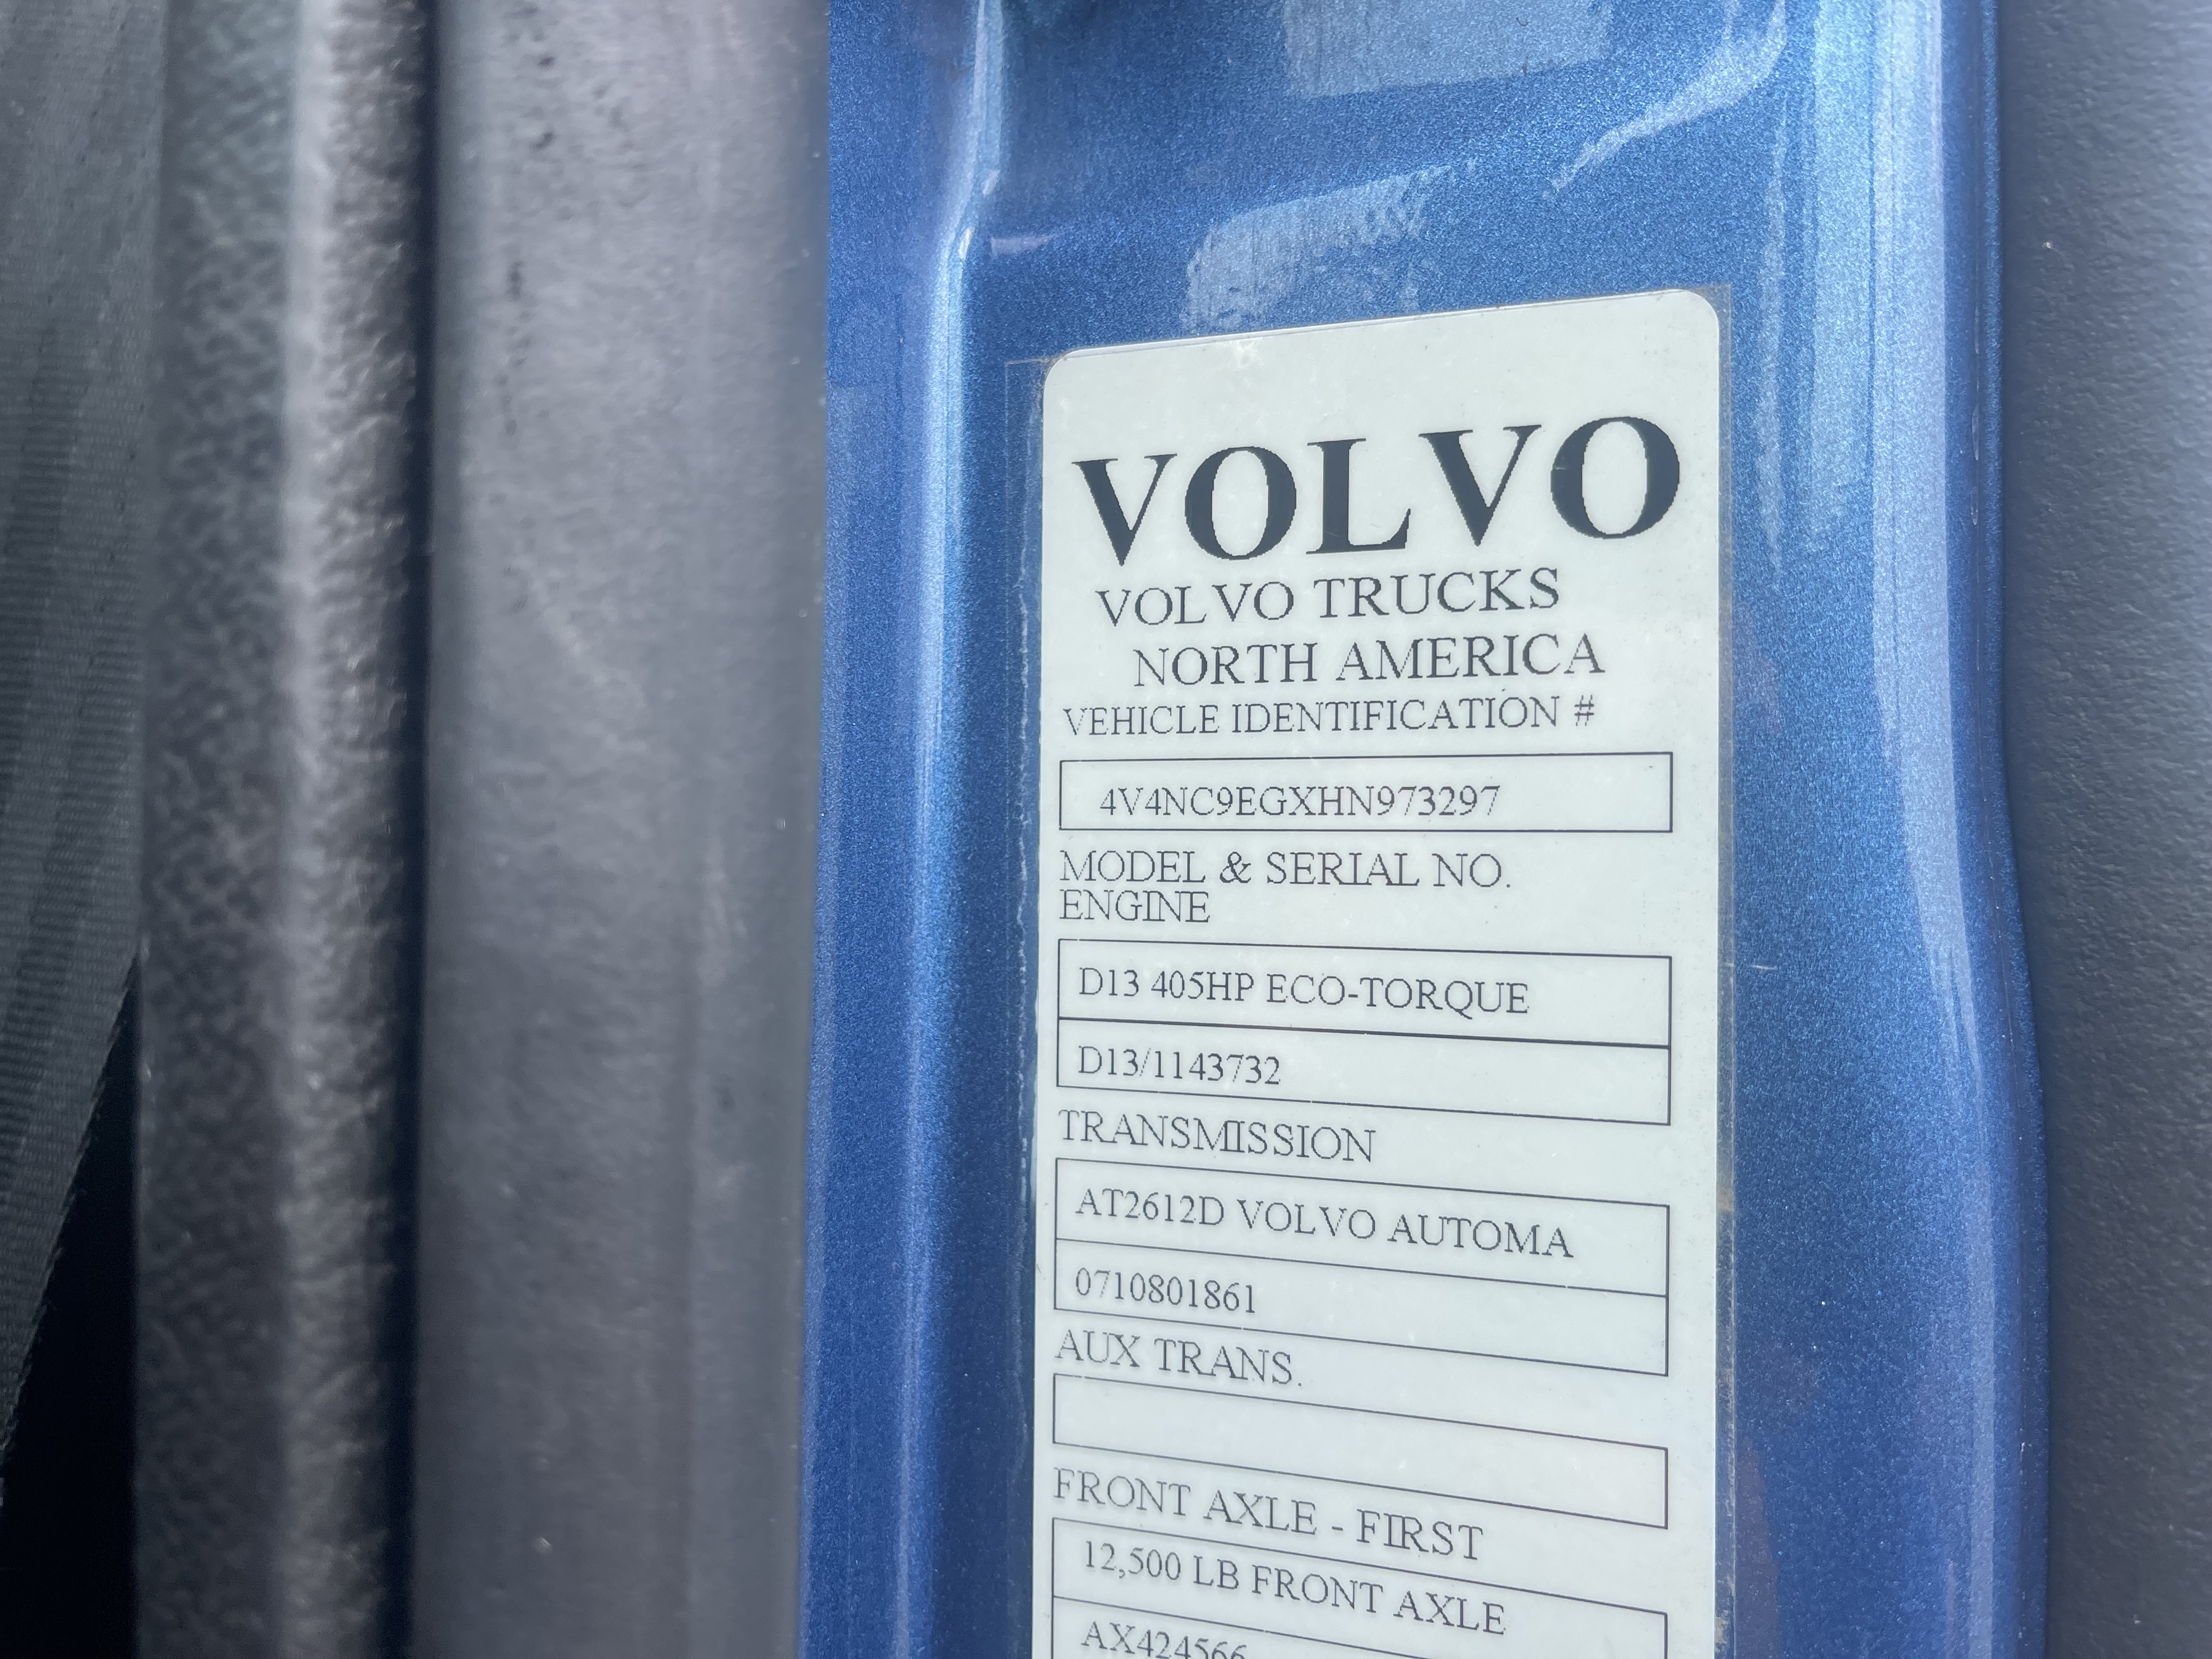 VOLVO
VOLVO TRUCKS
NORTH AMERICA
VEHICLE IDENTIFICATION #
4V4NC9EGXHN973297
MODEL & SERIAL NO.
ENGINE
D13 405HP ECO-TORQUE
D13/1143732
TRANSMISSION
AT2612D VOLVO AUTOMA
0710801861
AUX TRANS.
FRONT AXLE - FIRST
12,500 LB FRONT AXLE
AX424566